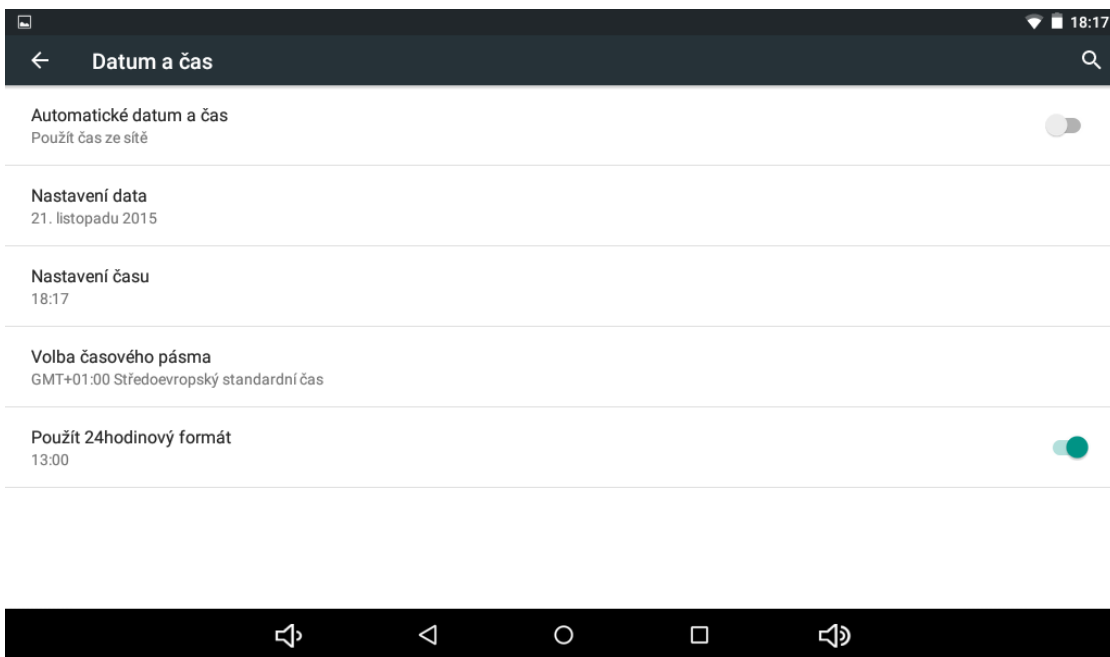 18:17
Datum a čas
Automatické datum a čas
Použít čas ze sítě
Nastavení data
21. listopadu 2015
Nastavení času
18:17
Volba časového pásma
GMT+01:00 Středoevropský standardní čas
Použít 24hodinový formát
13:00